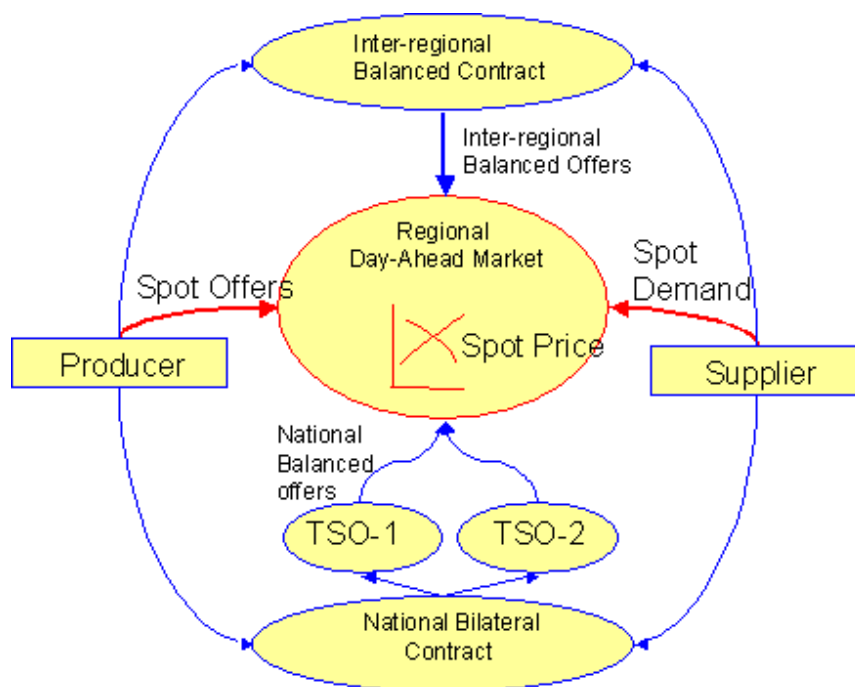 Inter-regional
Balanced Contract
Inter-regional
Balanced Offers
Regional
Day-Ahead Market
Spot
Demand
Spot Offers
Spot Price
Producer
Supplier
National
Balanced
offers
TSO-1
TSO-2
National Bilateral
Contract